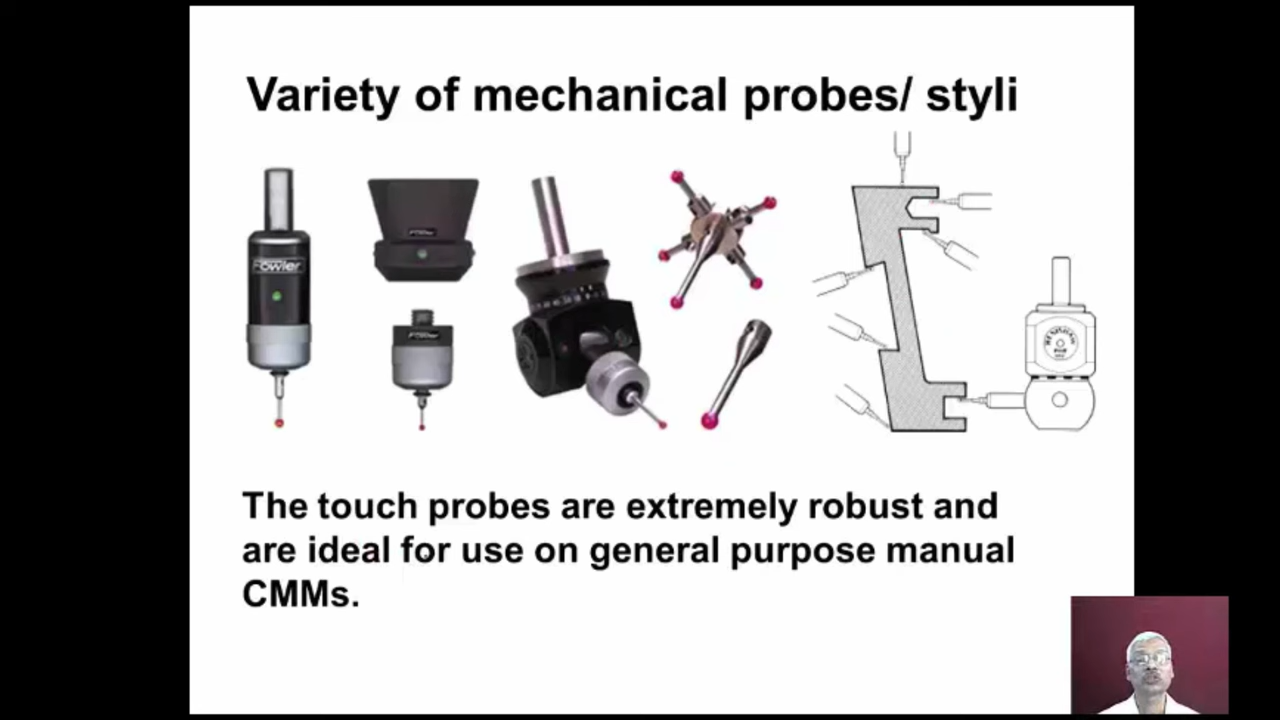 Variety of mechanical probes/ styli
Fowler
Fowler
Fowler
The touch probes are extremely robust and
are ideal for use on general purpose manual
CMMs.